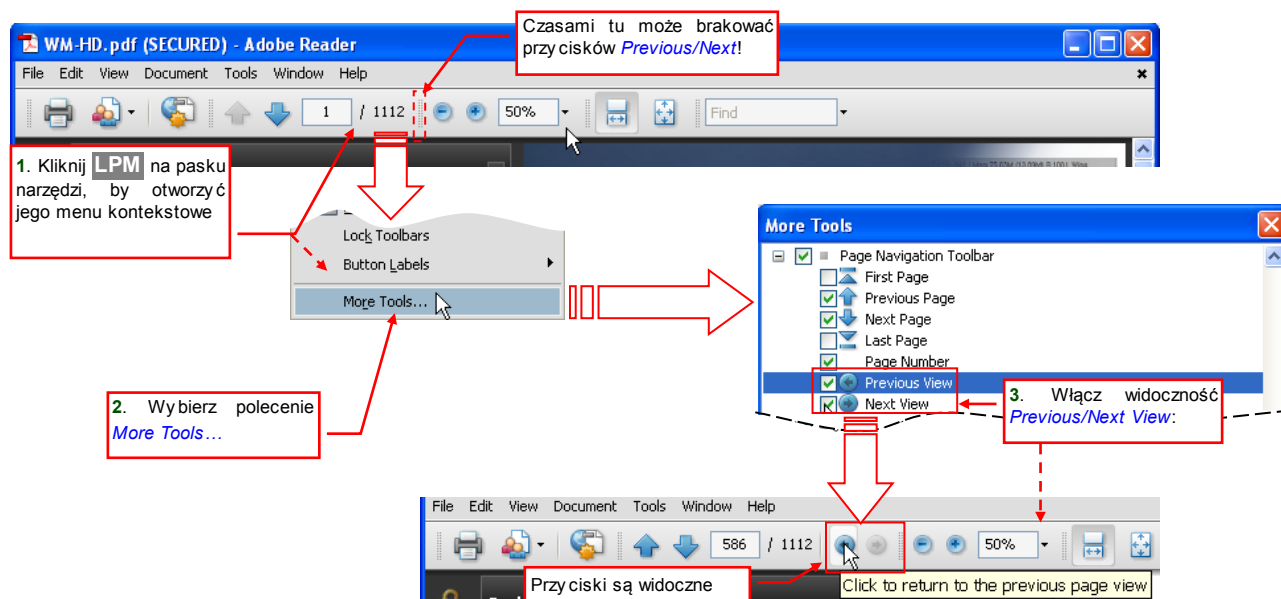 Czasami tu może brakować
przycisków Previous/Next!
WM-HD.pdf (SECURED) - Adobe Reader
File Edit View Document Tools Window Help
1 / 1112 50% Find
1. Kliknij LPM na pasku
narzędzi, by otworzyć
jego menu kontekstowe
Lock Toolbars
Button Labels
More Tools...
2. Wybierz polecenie
More Tools…
More Tools
Page Navigation Toolbar
First Page
Previous Page
Next Page
Last Page
Page Number
Previous View
Next View
3. Włącz widoczność
Previous/Next View:
File Edit View Document Tools Window Help
586 / 1112 50%
Przyciski są widoczne
Click to return to the previous page view